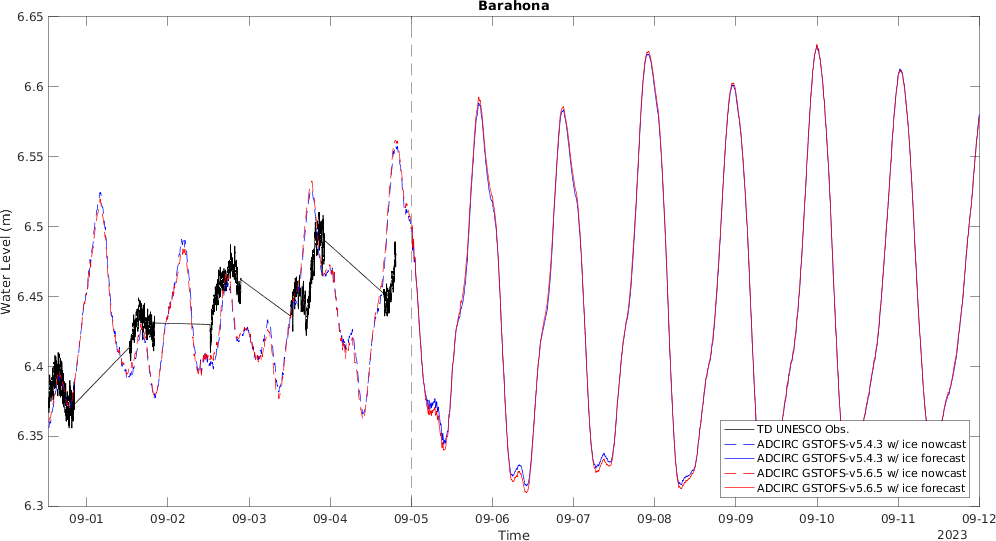 Barahona
Water Level (m)
6.65
6.6
6.55
6.5
6.45
6.4
6.35
6.3
TD UNESCO Obs.
ADCIRC GSTOFS-v5.4.3 w/ ice nowcast
ADCIRC GSTOFS-v5.4.3 w/ ice forecast
ADCIRC GSTOFS-v5.6.5 w/ ice nowcast
ADCIRC GSTOFS-v5.6.5 w/ ice forecast
09-01 09-02 09-03 09-04 09-05 09-06 09-07 09-08 09-09 09-10 09-11 09-12
Time
2023